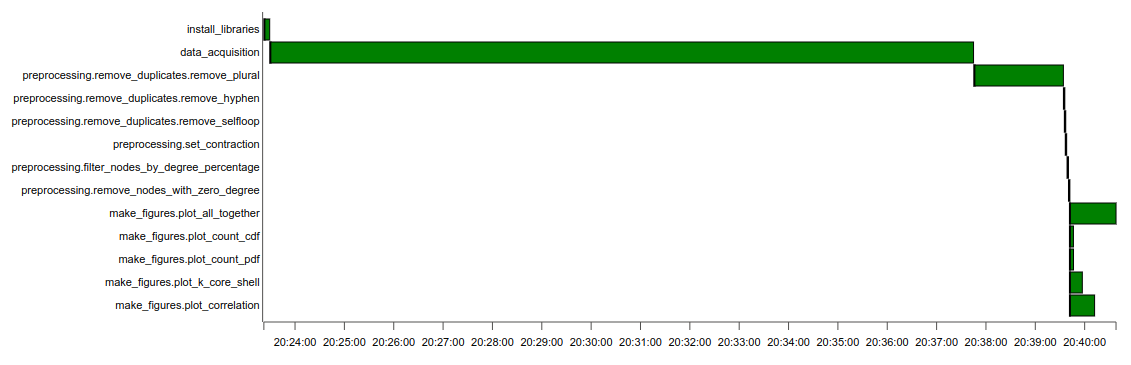 install_libraries
data_acquisition
preprocessing.remove_duplicates.remove_plural
preprocessing.remove_duplicates.remove_hyphen
preprocessing.remove_duplicates.remove_selfloop
preprocessing.set_contraction
preprocessing.filter_nodes_by_degree_percentage
preprocessing.remove_nodes_with_zero_degree
make_figures.plot_all_together
make_figures.plot_count_cdf
make_figures.plot_count_pdf
make_figures.plot_k_core_shell
make_figures.plot_correlation
20:24:00 20:25:00 20:26:00 20:27:00 20:28:00 20:29:00 20:30:00 20:31:00 20:32:00 20:33:00 20:34:00 20:35:00 20:36:00 20:37:00 20:38:00 20:39:00 20:40:00